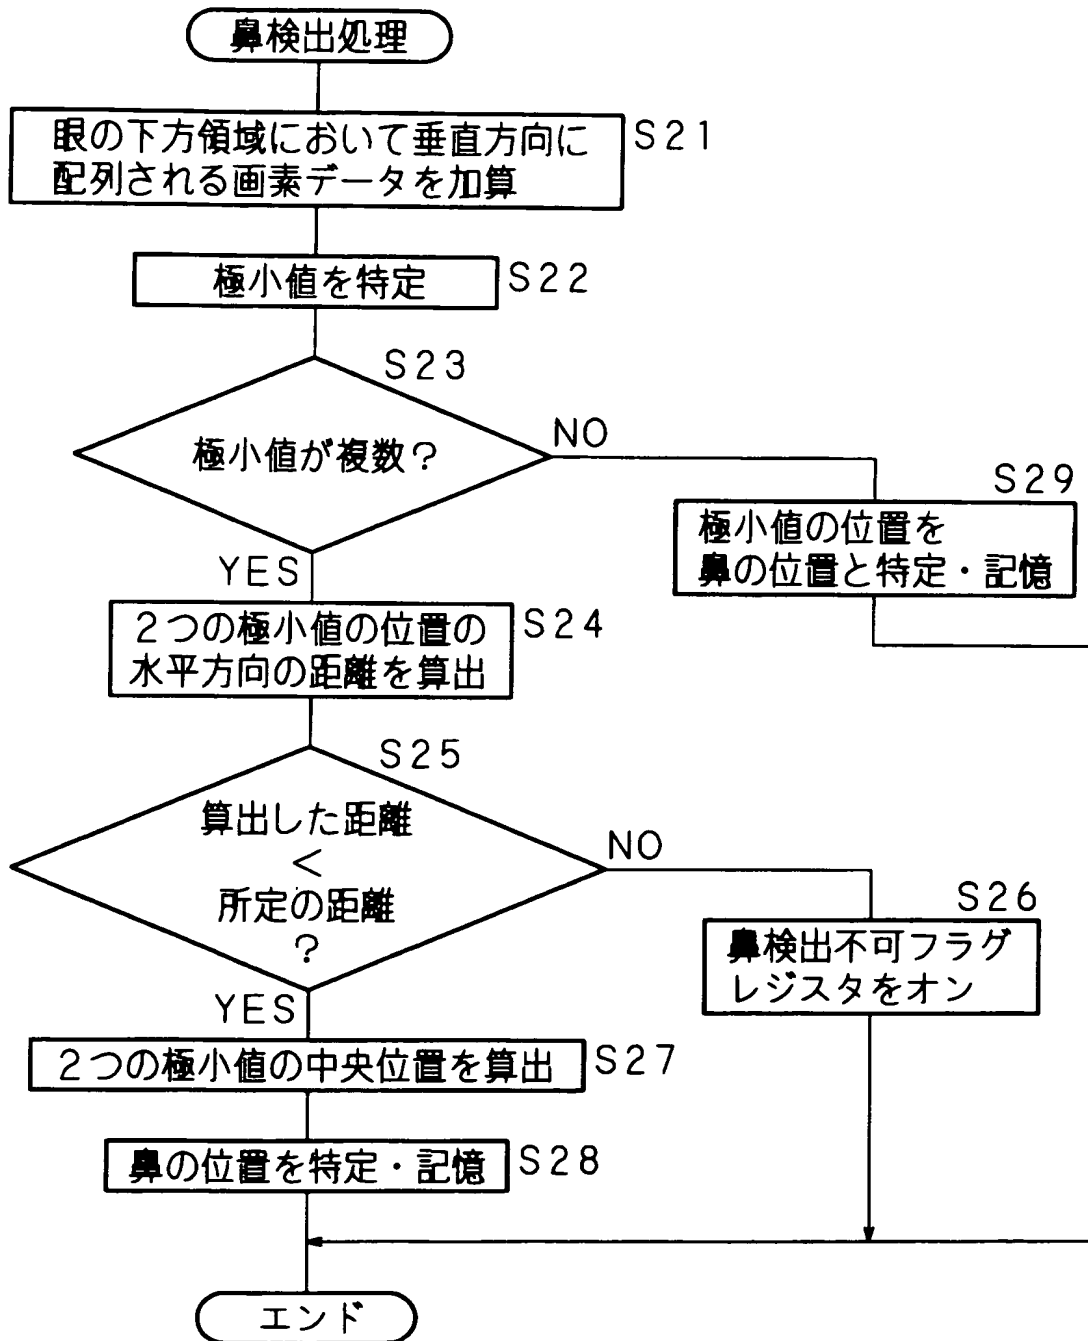 鼻検出処理
眼の下方領域において垂直方向に
配列される画素データを加算
S21
極小値を特定
S22
S23
極小値が複数?
NO
YES
S29
極小値の位置を
鼻の位置と特定・記憶
2つの極小値の位置の
水平方向の距離を算出
S24
S25
算出した距離
<
所定の距離
?
NO
YES
S26
鼻検出不可フラグ
レジスタをオン
2つの極小値の中央位置を算出
S27
鼻の位置を特定・記憶
S28
エンド